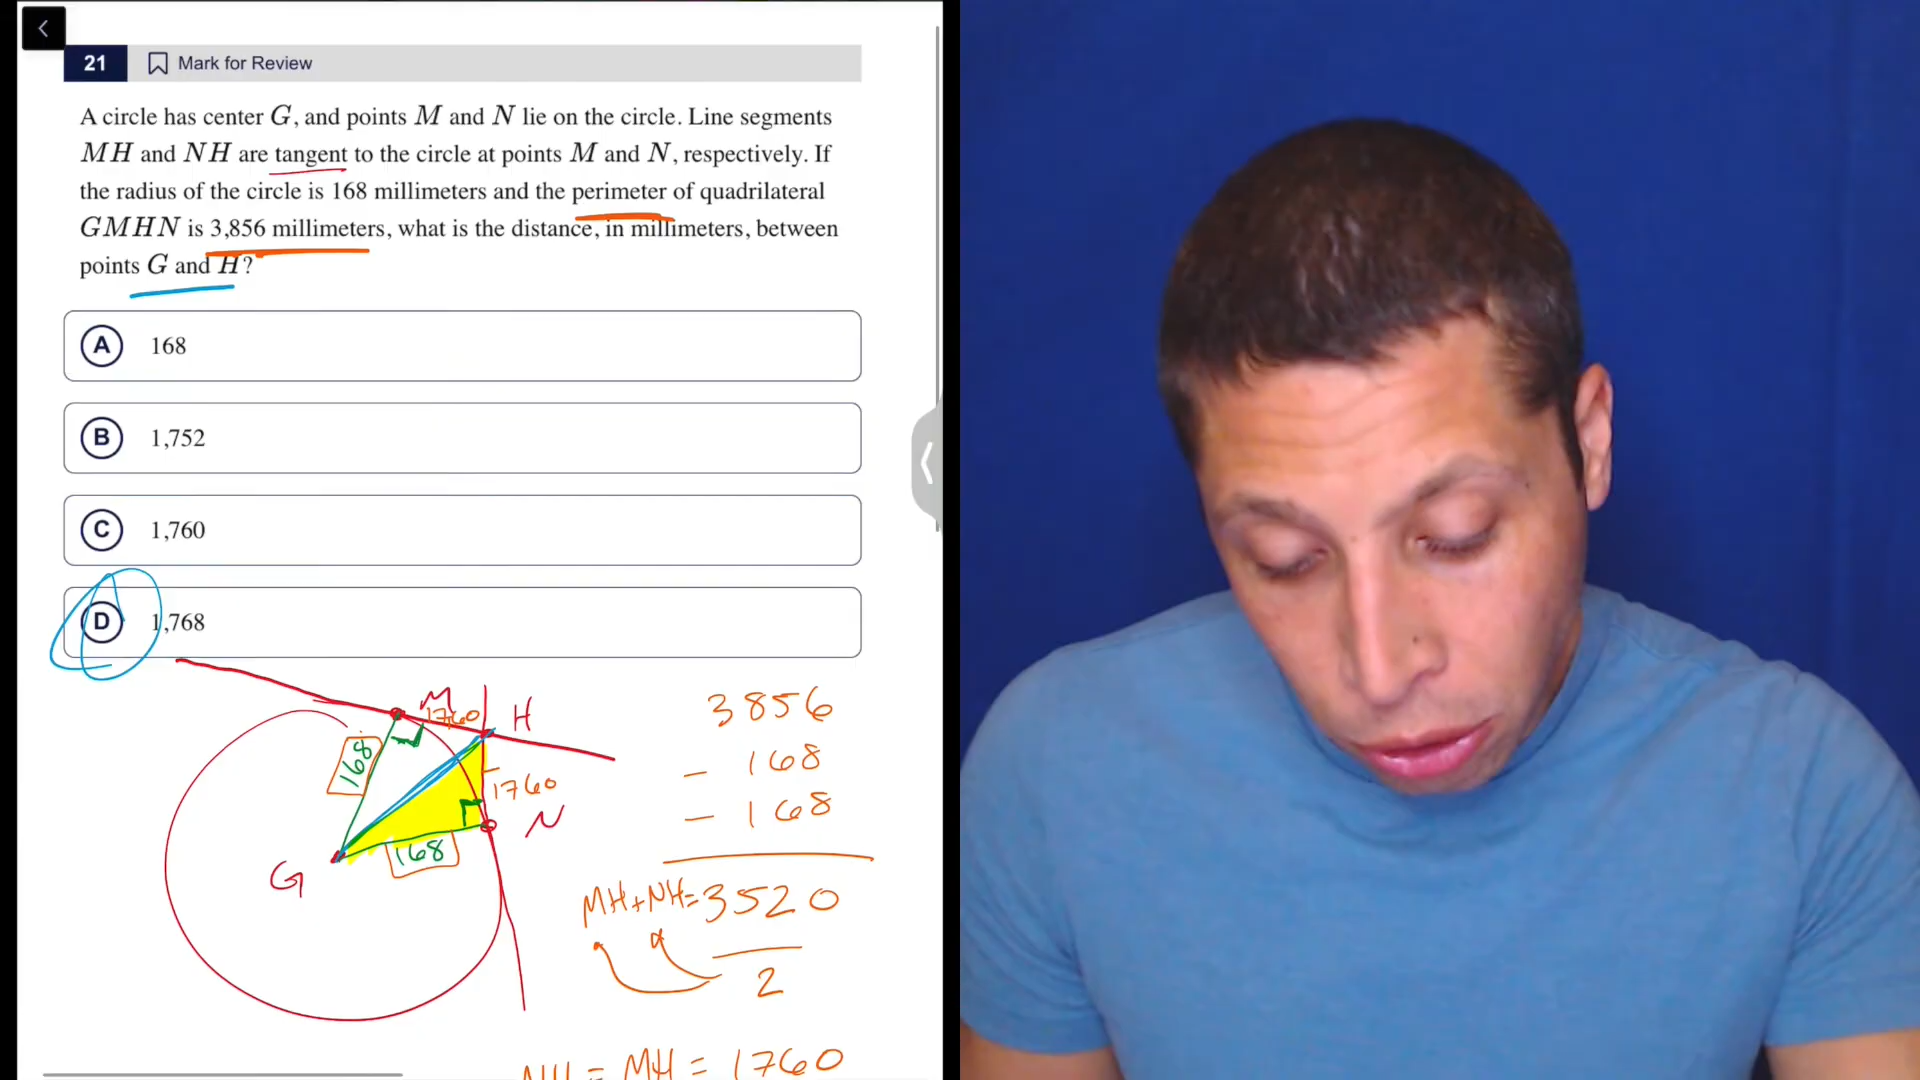 21 Mark for Review
A circle has center G, and points M and N lie on the circle. Line segments
MH and NH are tangent to the circle at points M and N, respectively. If
the radius of the circle is 168 millimeters and the perimeter of quadrilateral
GMHN is 3,856 millimeters, what is the distance, in millimeters, between
points G and H?
A 168
B 1,752
C 1,760
D 1,768
M
1760
H
168
1760
N
168
G
3856
- 168
- 168
MH+NH=3520
2
NH = MH = 1760